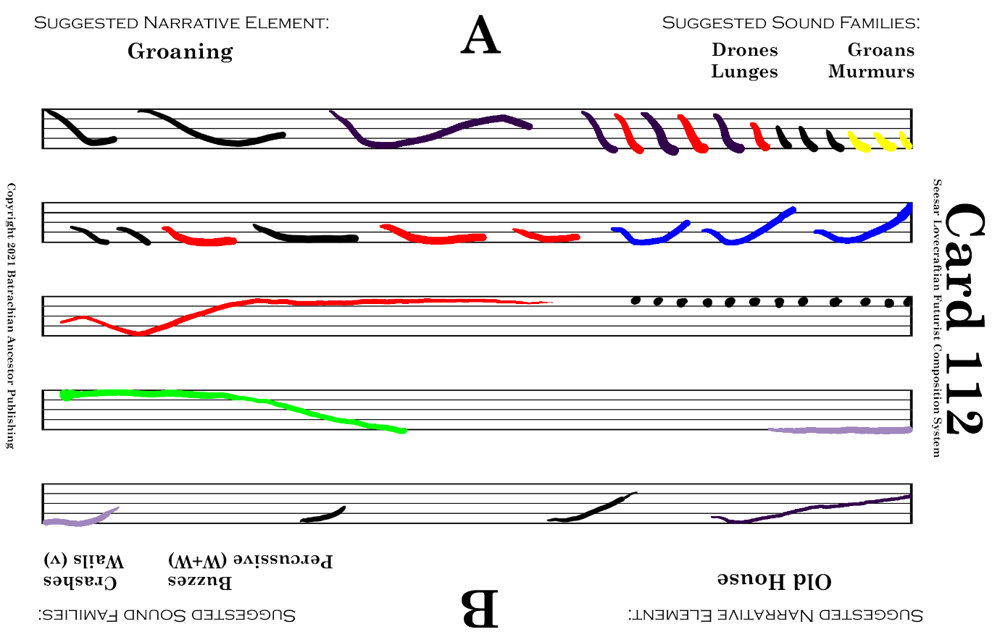 SUGGESTED NARRATIVE ELEMENT:
Groaning
A
SUGGESTED SOUND FAMILIES:
Drones Groans
Lunges Murmurs
Copyright 2021 Batrachian Ancestor Publishing
Card 112
Seesar Lovecraftian Futurist Composition System
B
SUGGESTED NARRATIVE ELEMENT:
Old House
SUGGESTED SOUND FAMILIES:
Buzzes Crashes
Percussive (W+W) Wails (v)